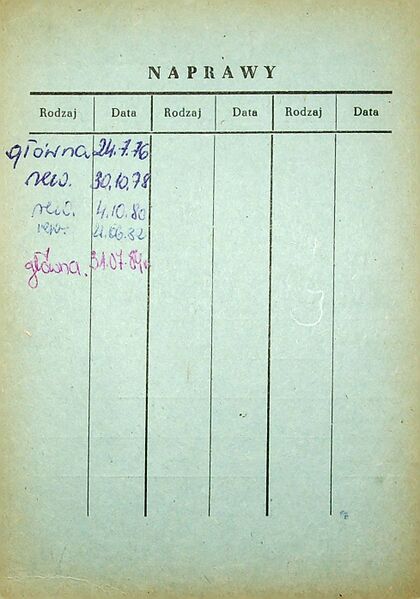 NAPRAWY
Rodzaj Data Rodzaj Data Rodzaj Data
główna 24.7.76
rew. 30.10.78
rew. 4.10.80
4.06.82
główna. 31.07.84